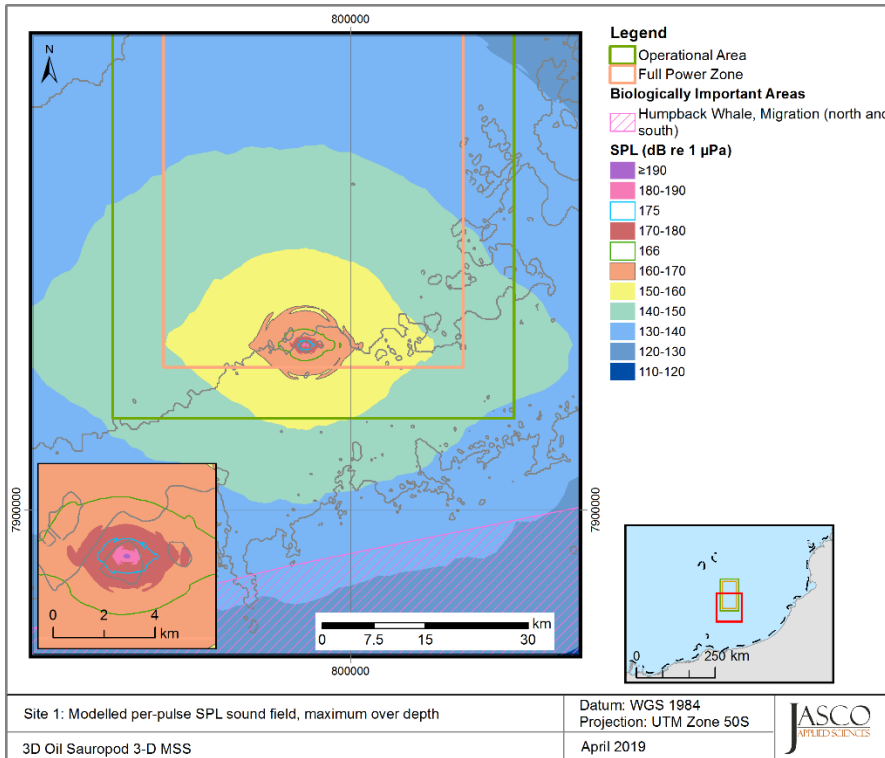 800000
N
7900000
7900000
800000
0 2 4
km
km
0 7.5 15 30
Legend
Operational Area
Full Power Zone
Biologically Important Areas
Humpback Whale, Migration (north and
south)
SPL (dB re 1 µPa)
≥190
180-190
175
170-180
166
160-170
150-160
140-150
130-140
120-130
110-120
0 250 km
Site 1: Modelled per-pulse SPL sound field, maximum over depth
3D Oil Sauropod 3-D MSS
Datum: WGS 1984
Projection: UTM Zone 50S
April 2019
JASCO
APPLIED SCIENCES